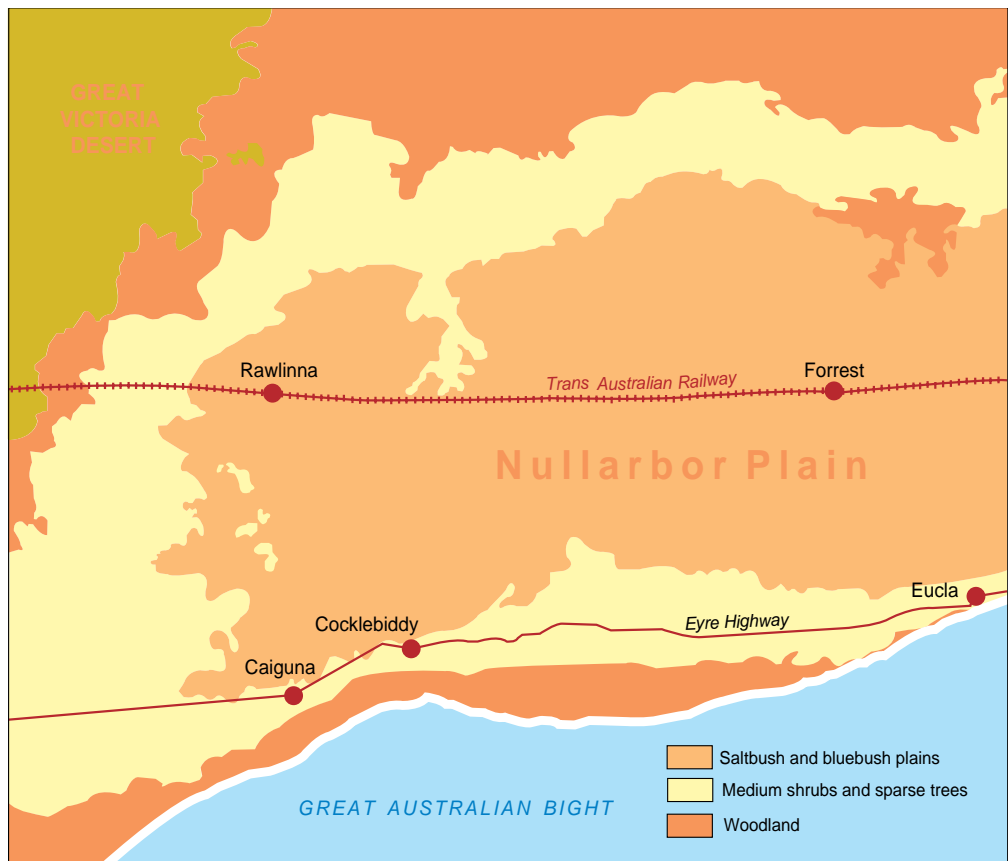 GREAT
VICTORIA
DESERT
Rawlinna
Trans Australian Railway
Forrest
Nullarbor Plain
Eucla
Cocklebiddy
Eyre Highway
Caiguna
Saltbush and bluebush plains
Medium shrubs and sparse trees
GREAT AUSTRALIAN BIGHT
Woodland